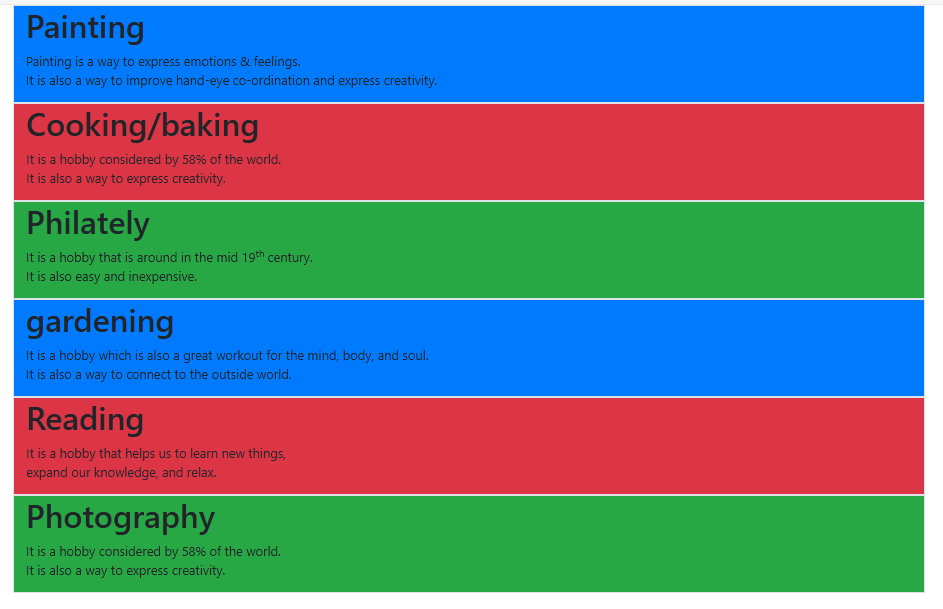 Painting
Painting is a way to express emotions & feelings.
It is also a way to improve hand-eye co-ordination and express creativity.
Cooking/baking
It is a hobby considered by 58% of the world.
It is also a way to express creativity.
Philately
It is a hobby that is around in the mid 19th century.
It is also easy and inexpensive.
gardening
It is a hobby which is also a great workout for the mind, body, and soul.
It is also a way to connect to the outside world.
Reading
It is a hobby that helps us to learn new things,
expand our knowledge, and relax.
Photography
It is a hobby considered by 58% of the world.
It is also a way to express creativity.